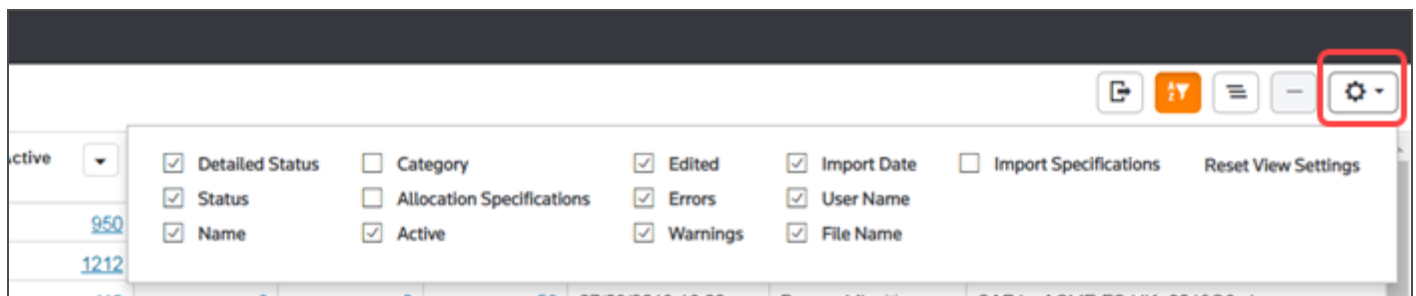 Active
Detailed Status Category Edited Import Date Import Specifications Reset View Settings
Status Allocation Specifications Errors User Name
950
Name Active Warnings File Name
1212